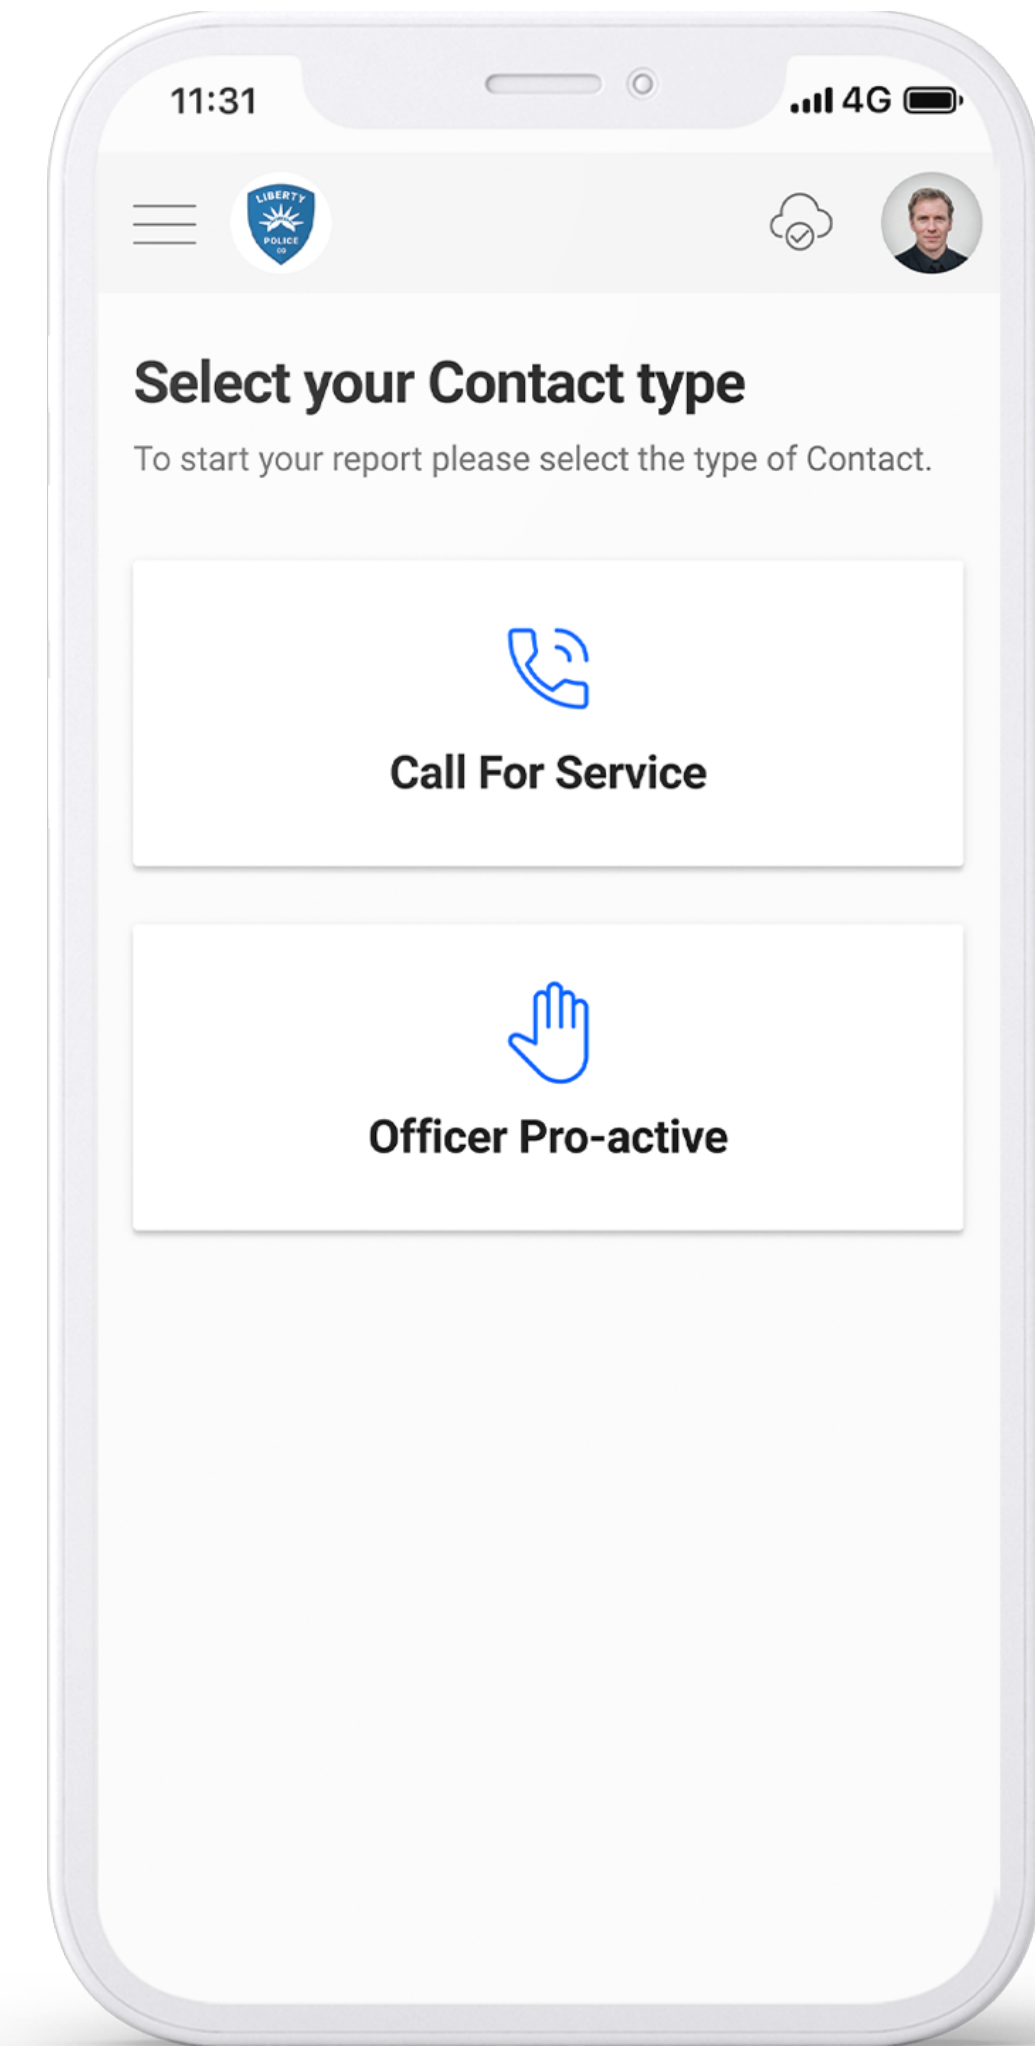 11:31
4G
LIBERTY
POLICE
CO
Select your Contact type
To start your report please select the type of Contact.
Call For Service
Officer Pro-active